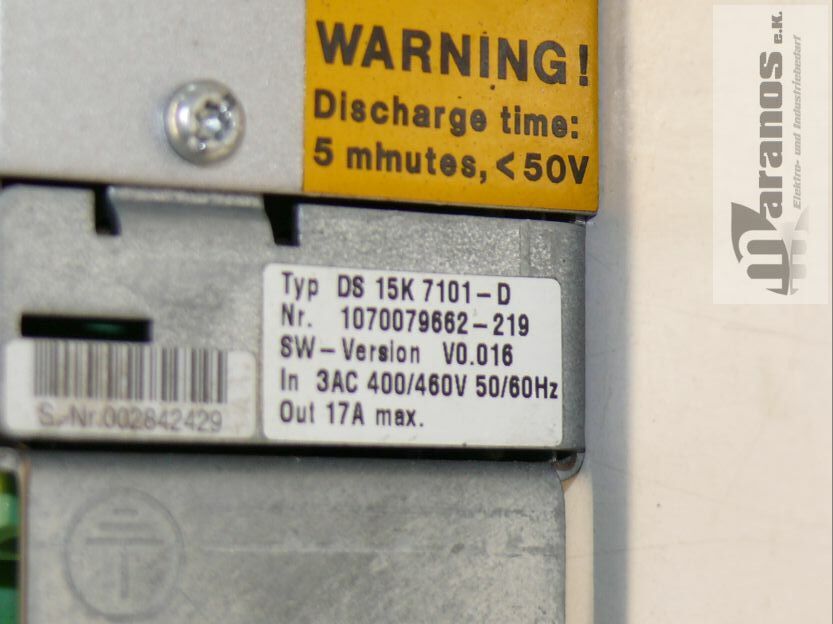 WARNING!
Discharge time:
5 minutes, < 50V
Typ DS 15K 7101-D
Nr. 1070079662-219
SW-Version V0.016
In 3AC 400/460V 50/60Hz
Out 17A max.
S.-Nr.002842429
Maranos e.K.
Elektro- und Industriebedarf